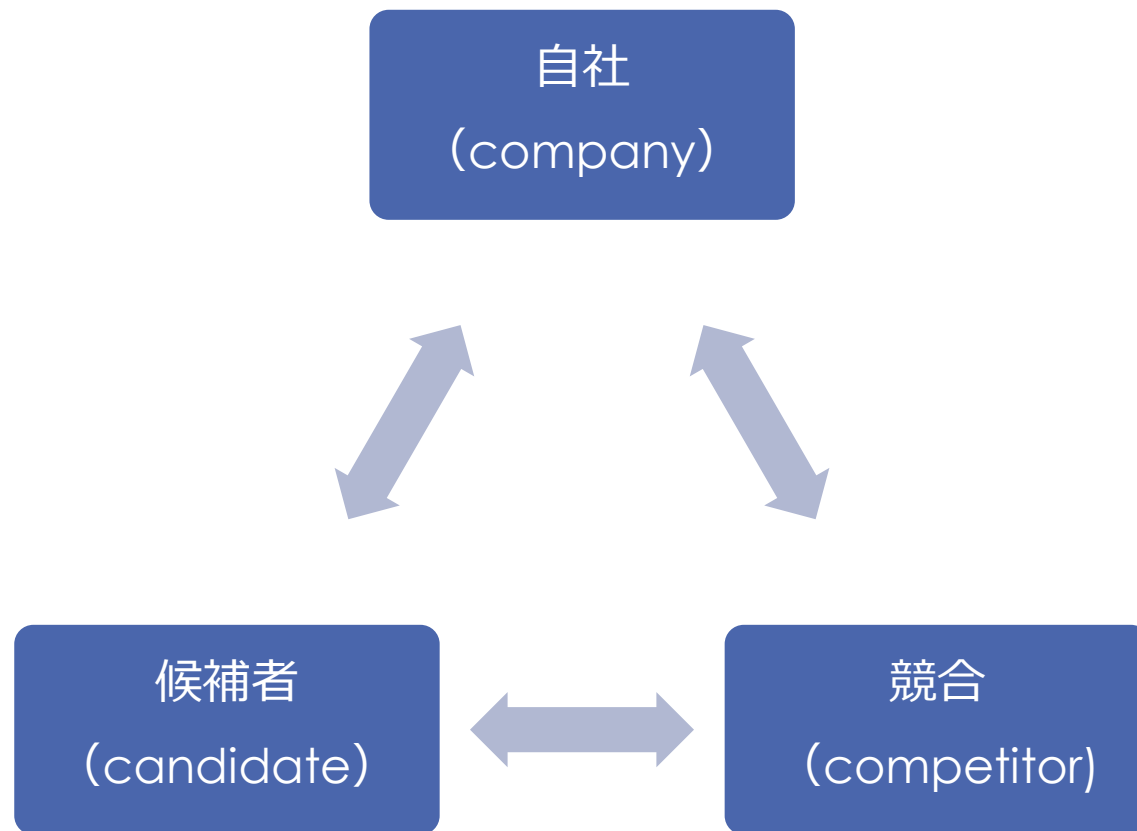 自社
（company）
候補者
（candidate）
競合
（competitor)